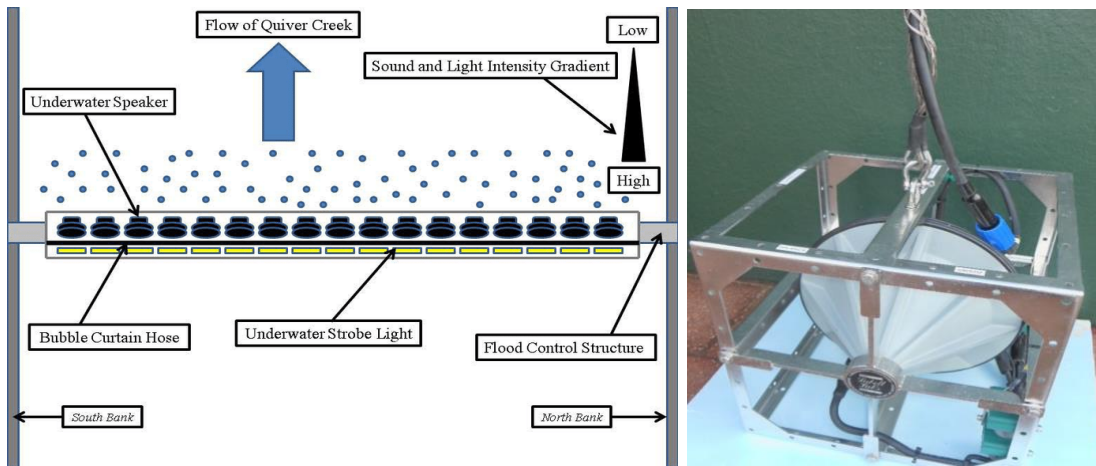 Flow of Quiver Creek
Low
Sound and Light Intensity Gradient
Underwater Speaker
High
Bubble Curtain Hose
Underwater Strobe Light
Flood Control Structure
South Bank
North Bank